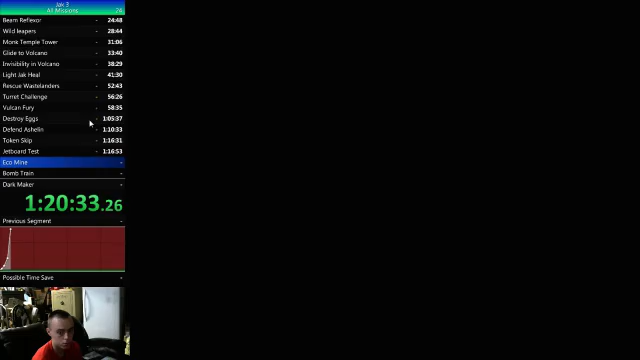 Jak 3
All Missions
24
Beam Reflexor - 24:48
Wild leapers - 28:44
Monk Temple Tower - 31:06
Glide to Volcano - 33:40
Invisibility in Volcano - 38:29
Light Jak Heal - 41:30
Rescue Wastelanders - 52:43
Turret Challenge - 56:26
Vulcan Fury - 58:35
Destroy Eggs - 1:05:37
Defend Ashelin - 1:10:33
Token Skip - 1:16:31
Jetboard Test - 1:16:53
Eco Mine -
Bomb Train -
Dark Maker -
1:20:33.26
Previous Segment -
Possible Time Save -